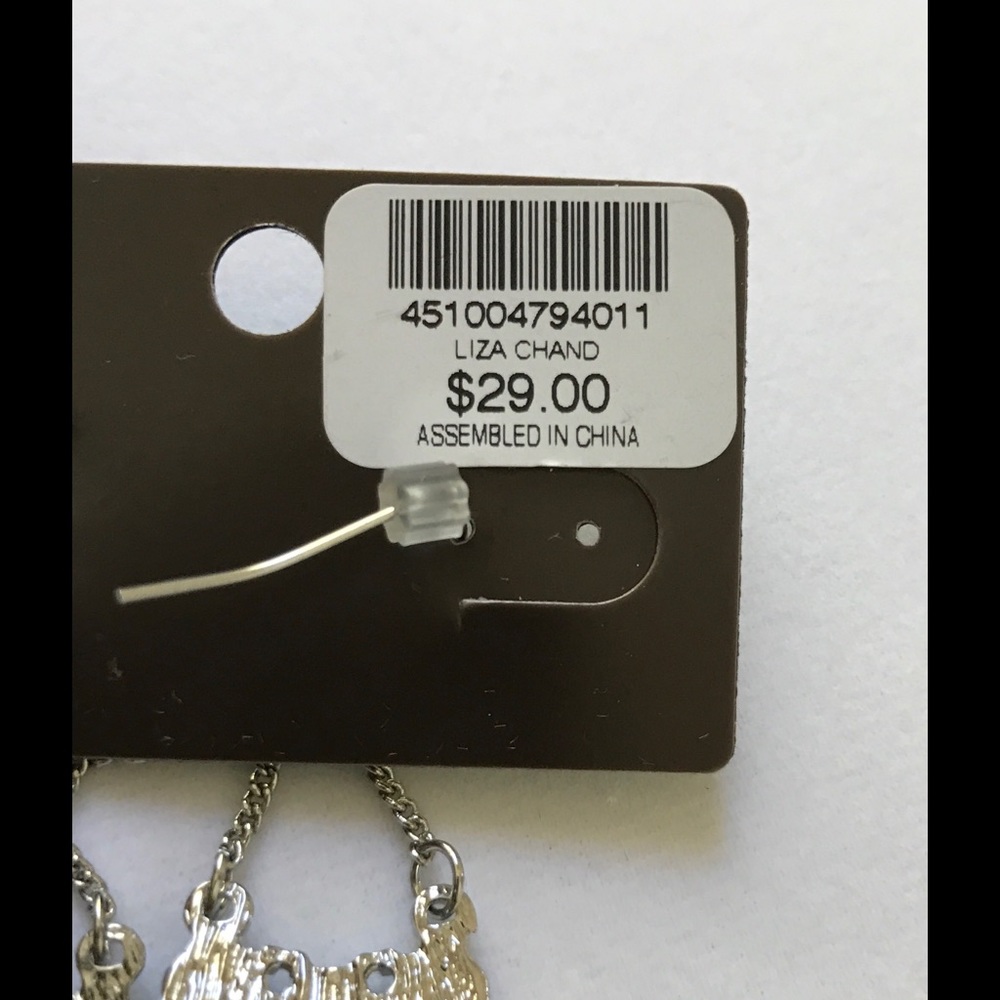 451004794011
LIZA CHAND
$29.00
ASSEMBLED IN CHINA